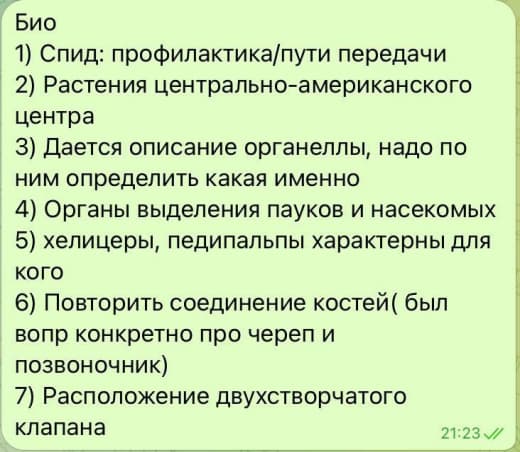 Био
1) Спид: профилактика/пути передачи
2) Растения центрально-американского
центра
3) Дается описание органеллы, надо по
ним определить какая именно
4) Органы выделения пауков и насекомых
5) хелицеры, педипальпы характерны для
кого
6) Повторить соединение костей( был
вопр конкретно про череп и
позвоночник)
7) Расположение двухстворчатого
клапана
21:23